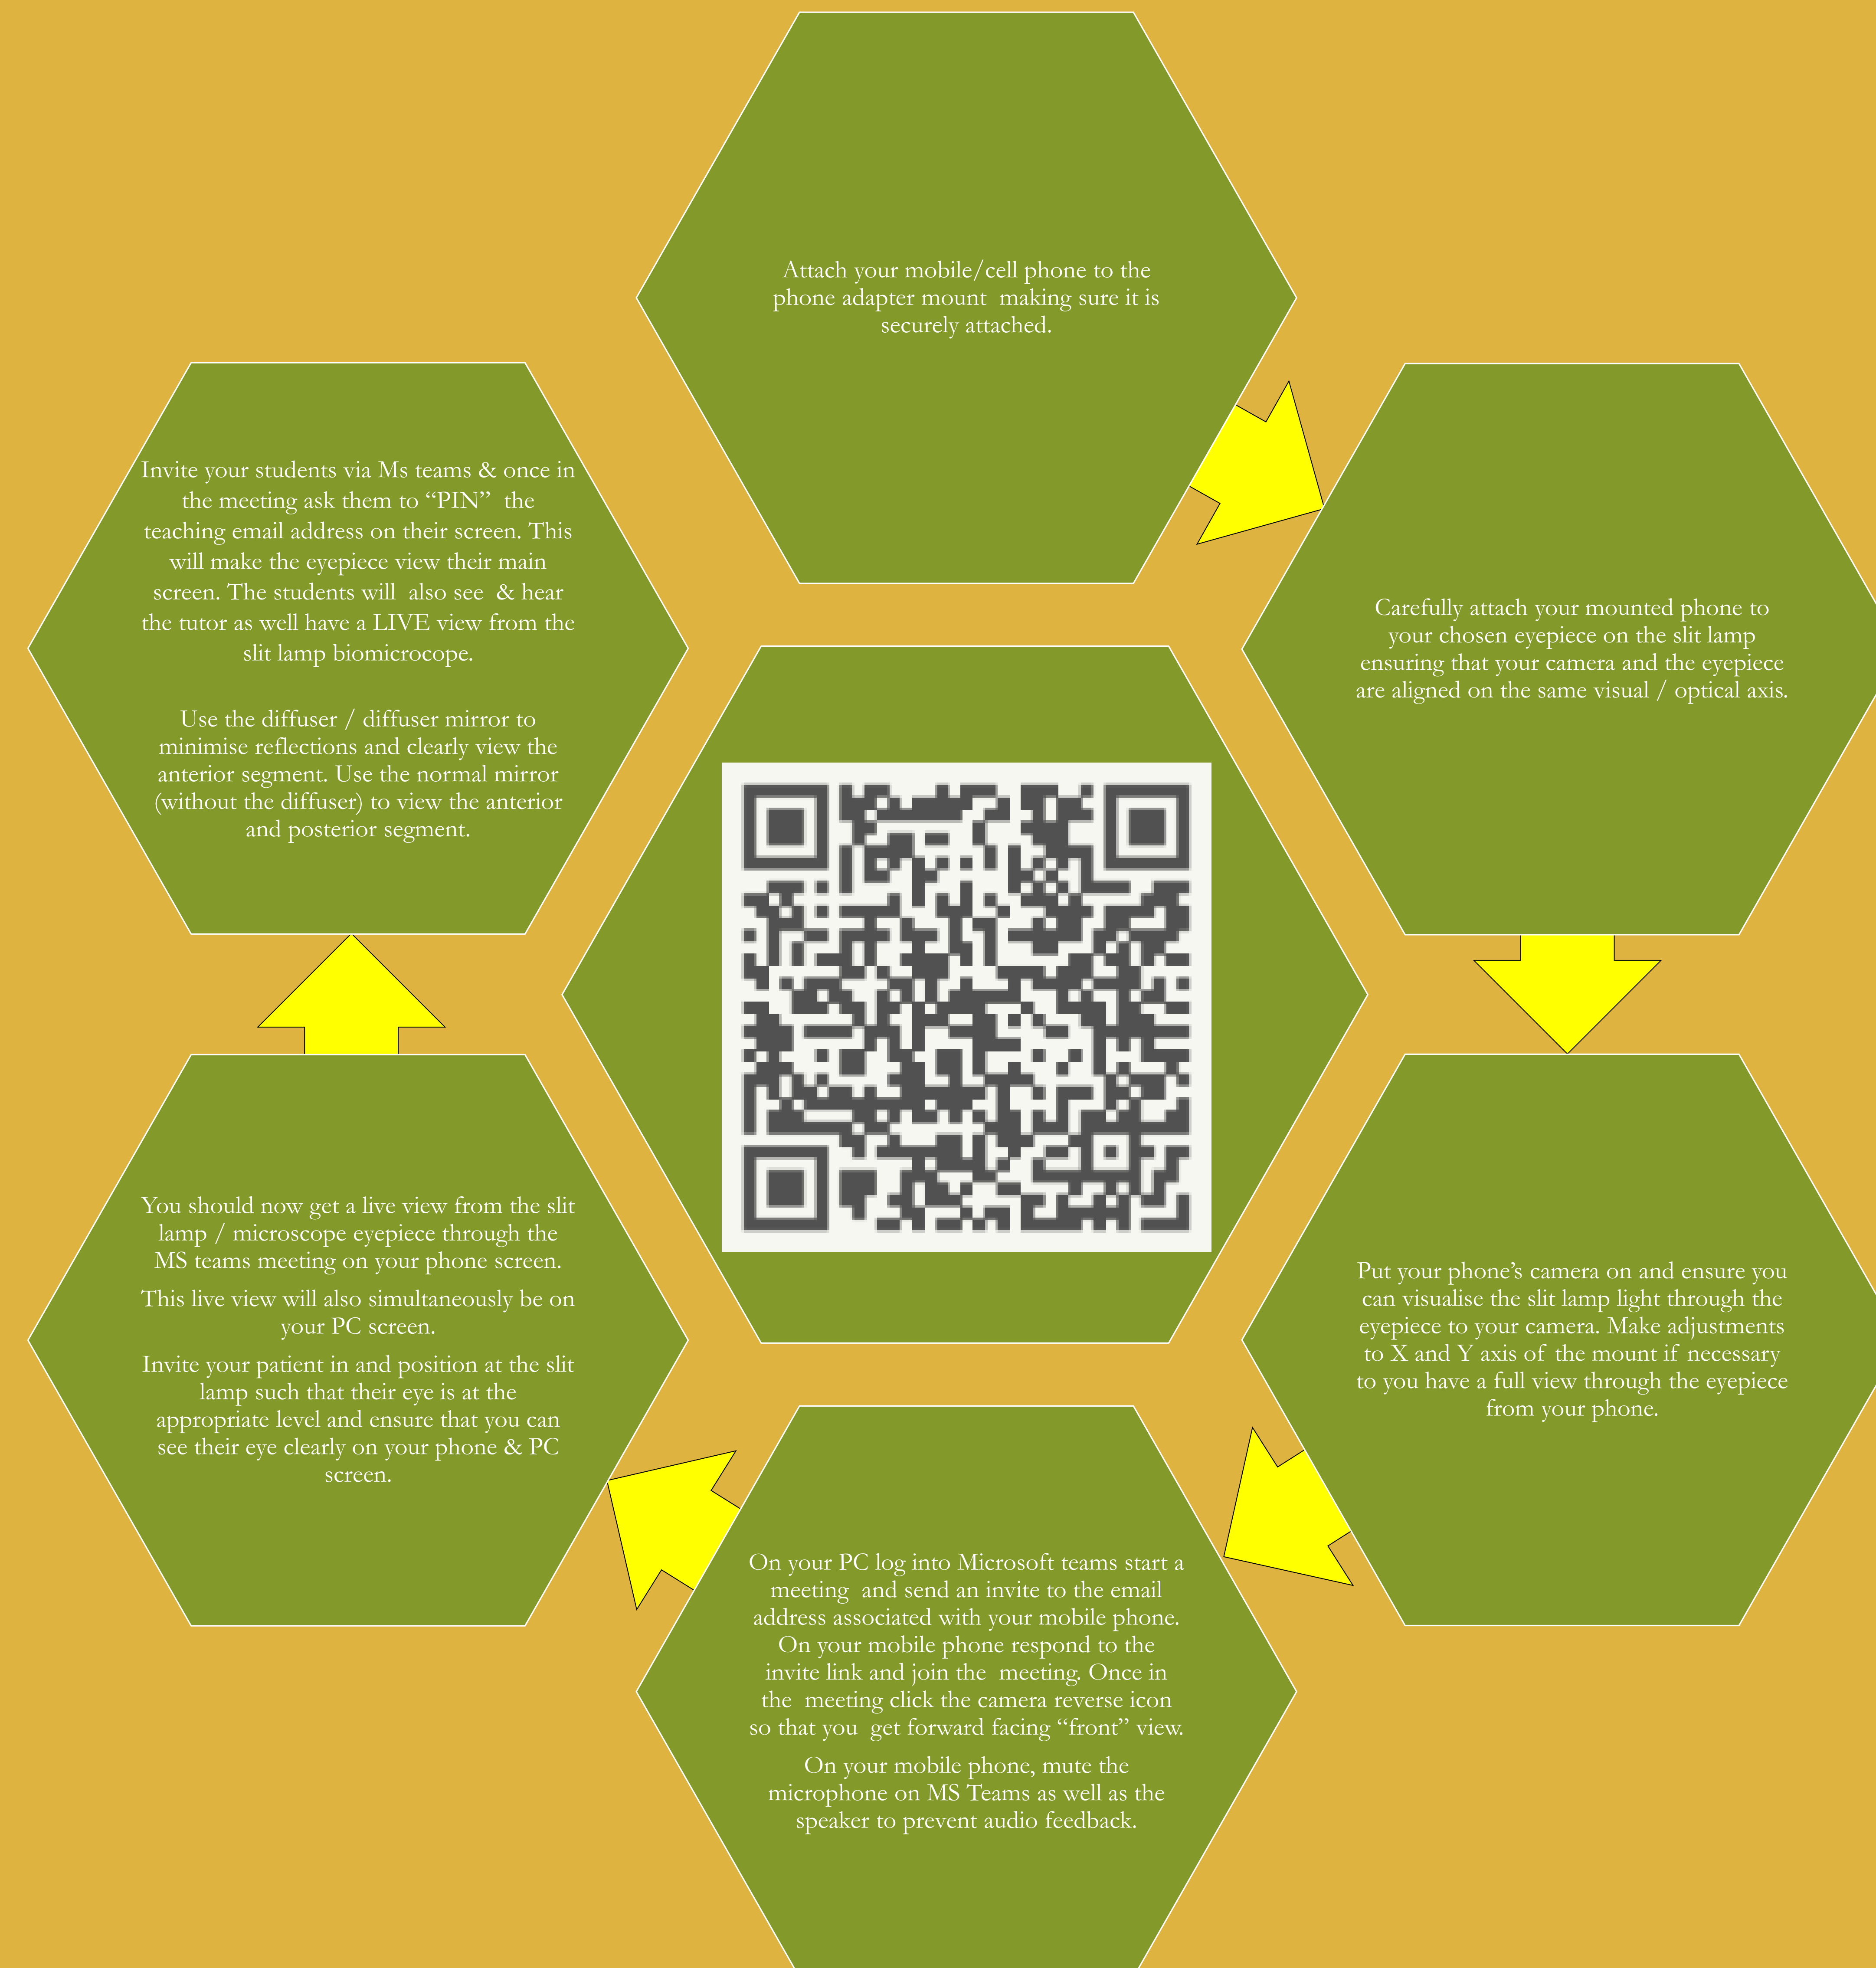 Attach your mobile/cell phone to the
phone adapter mount  making sure it is
securely attached.
Carefully attach your mounted phone to
your chosen eyepiece on the slit lamp
ensuring that your camera and the eyepiece
are aligned on the same visual / optical axis.
Put your phone’s camera on and ensure you
can visualise the slit lamp light through the
eyepiece to your camera. Make adjustments
to X and Y axis of the mount if necessary
to you have a full view through the eyepiece
from your phone.
On your PC log into Microsoft teams start a
meeting  and send an invite to the email
address associated with your mobile phone.
On your mobile phone respond to the
invite link and join the  meeting. Once in
the  meeting click the camera reverse icon
so that you  get forward facing “front” view.
On your mobile phone, mute the
microphone on MS Teams as well as the
speaker to prevent audio feedback.
You should now get a live view from the slit
lamp / microscope eyepiece through the
MS teams meeting on your phone screen.
This live view will also simultaneously be on
your PC screen.
Invite your patient in and position at the slit
lamp such that their eye is at the
appropriate level and ensure that you can
see their eye clearly on your phone & PC
screen.
Invite your students via Ms teams & once in
the meeting ask them to “PIN”  the
teaching email address on their screen. This
will make the eyepiece view their main
screen. The students will  also see  & hear
the tutor as well have a LIVE view from the
slit lamp biomicrocope.
Use the diffuser / diffuser mirror to
minimise reflections and clearly view the
anterior segment. Use the normal mirror
(without the diffuser) to view the anterior
and posterior segment.